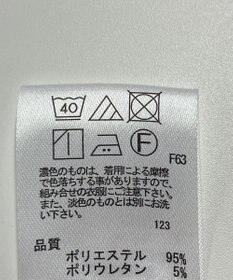 40
F
F63
濃色のものは、着用による摩擦
で色落ちする事がありますので、
組み合せの衣服にご注意下さい。
また、淡色のものとは別にお洗
濯下さい。
123
品質
ポリエステル 95%
ポリウレタン 5%